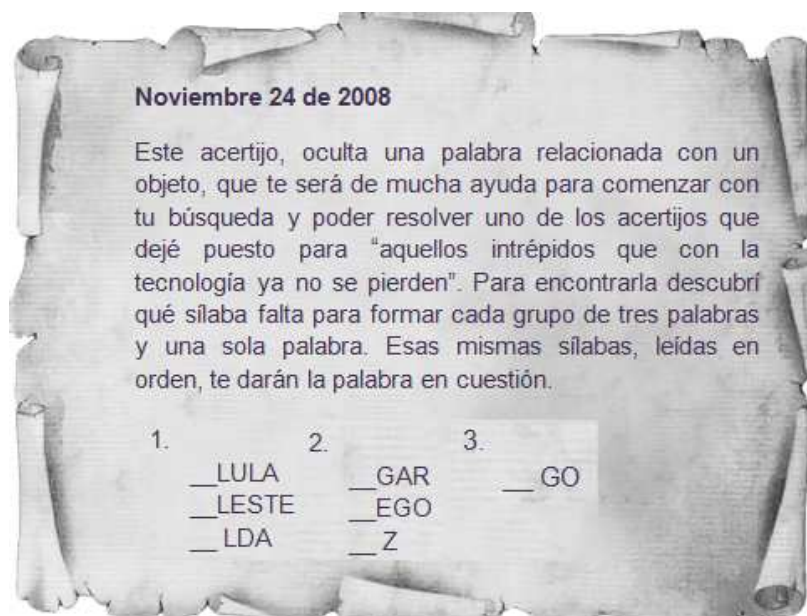 Noviembre 24 de 2008
Este acertijo, oculta una palabra relacionada con un
objeto, que te será de mucha ayuda para comenzar con
tu búsqueda y poder resolver uno de los acertijos que
dejé puesto para “aquellos intrépidos que con la
tecnología ya no se pierden”. Para encontrarla descubrí
qué sílaba falta para formar cada grupo de tres palabras
y una sola palabra. Esas mismas sílabas, leídas en
orden, te darán la palabra en cuestión.
1. 2. 3.
__LULA __GAR __ GO
__LESTE __EGO
__ LDA __ Z